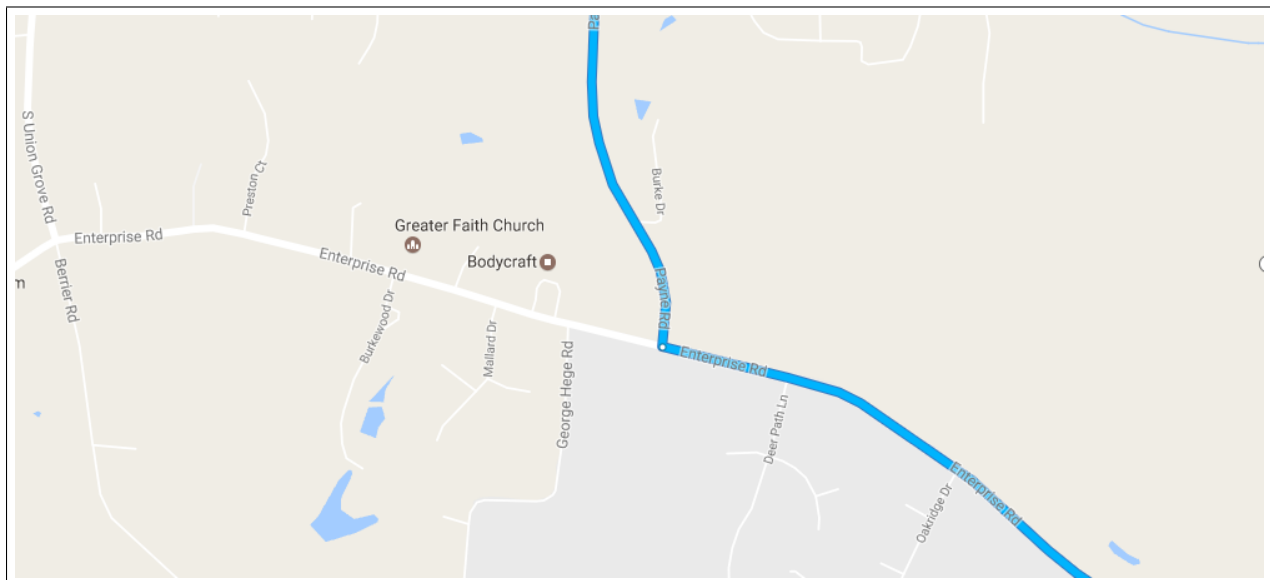 Pa
S Union Grove Rd
Preston Ct
Burke Dr
Greater Faith Church
Enterprise Rd
Enterprise Rd
Bodycraft
Berrier Rd
m
Payne Rd
Burkewood Dr
Mallard Dr
George Hege Rd
Enterprise Rd
Deer Path Ln
Enterprise Rd
Oakridge Dr